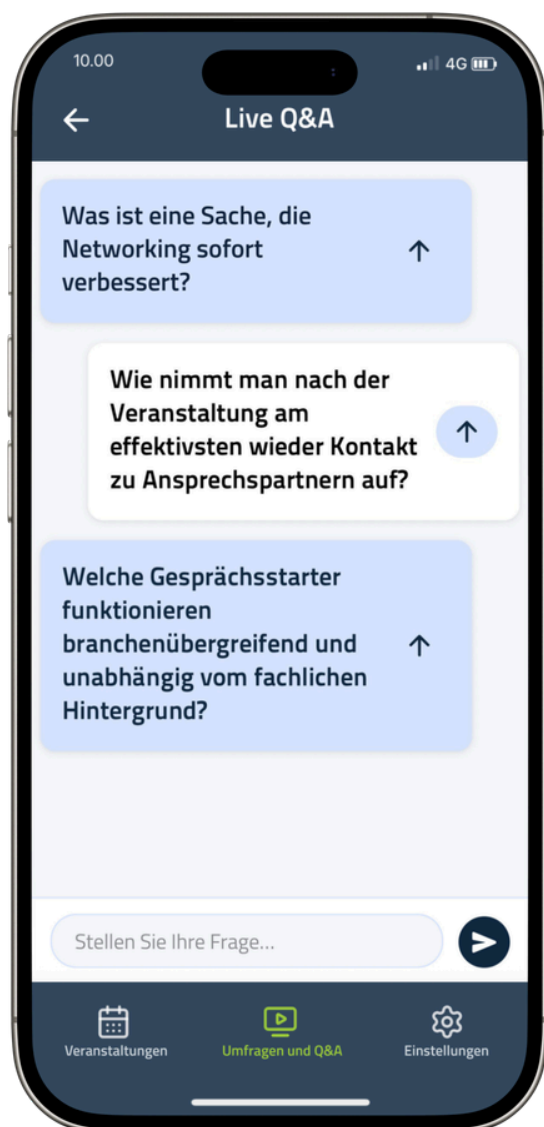 10.00
4G
Live Q&A
Was ist eine Sache, die
Networking sofort
verbessert?
Wie nimmt man nach der
Veranstaltung am
effektivsten wieder Kontakt
zu Ansprechspartnern auf?
Welche Gesprächsstarter
funktionieren
branchenübergreifend und
unabhängig vom fachlichen
Hintergrund?
Stellen Sie Ihre Frage...
Veranstaltungen
Umfragen und Q&A
Einstellungen